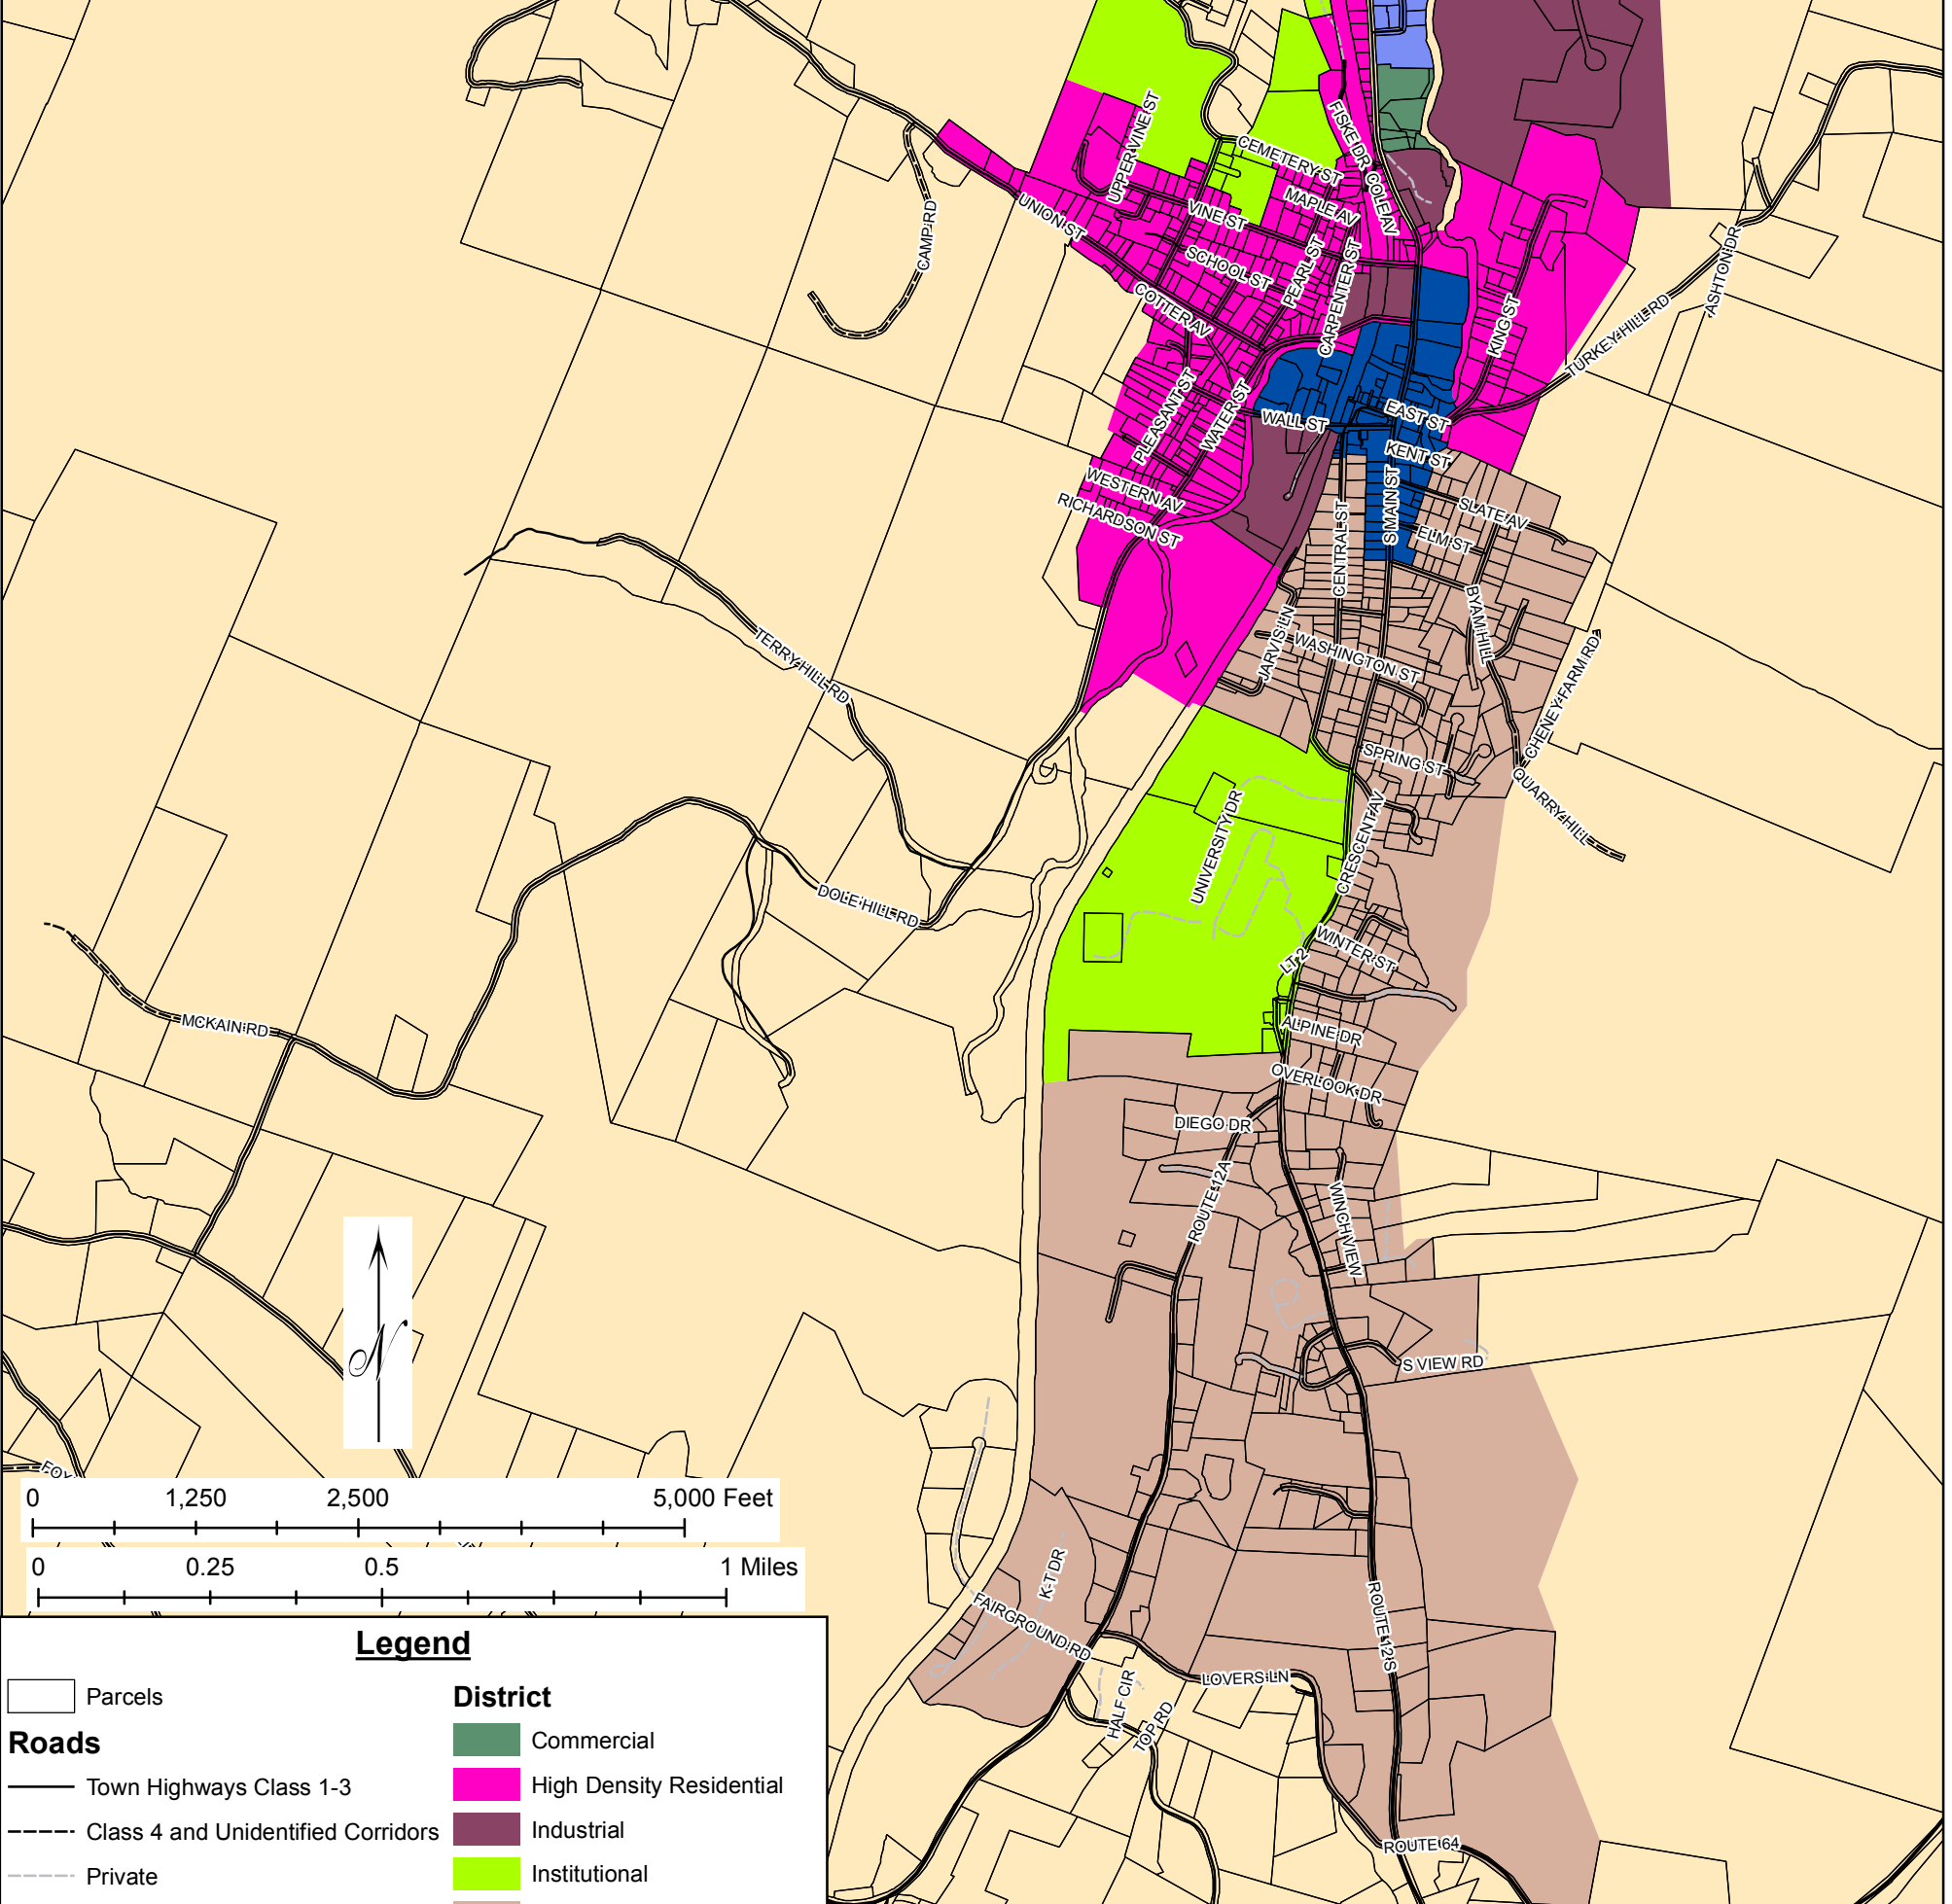 UPPER VINE ST
CEMETERY ST
FISKE DR
COLE AV
MAPLE AV
UNION ST
VINE ST
CAMP RD
SCHOOL ST
PEARL ST
CARPENTER ST
ASHTON DR
COTTER AV
KING ST
TURKEY HILL RD
PLEASANT ST
WATER ST
WALL ST
EAST ST
KENT ST
WESTERN AV
RICHARDSON ST
CENTRAL ST
S MAIN ST
SLATE AV
ELM ST
TERRY HILL RD
JARVIS LN
WASHINGTON ST
BYAM HILL
CHENEY FARM RD
SPRING ST
QUARRY HILL
UNIVERSITY DR
CRESCENT AV
DOLE HILL RD
WINTER ST
LT 2
MCKAIN RD
ALPINE DR
OVERLOOK DR
DIEGO DR
ROUTE 12A
WINCH VIEW
N
S VIEW RD
FOX
0 1,250 2,500 5,000 Feet
0 0.25 0.5 1 Miles
K-T DR
FAIRGROUND RD
ROUTE 12 S
HALF CIR
TOP RD
LOVERS LN
ROUTE 64
Legend
Parcels
Roads
Town Highways Class 1-3
Class 4 and Unidentified Corridors
Private
District
Commercial
High Density Residential
Industrial
Institutional